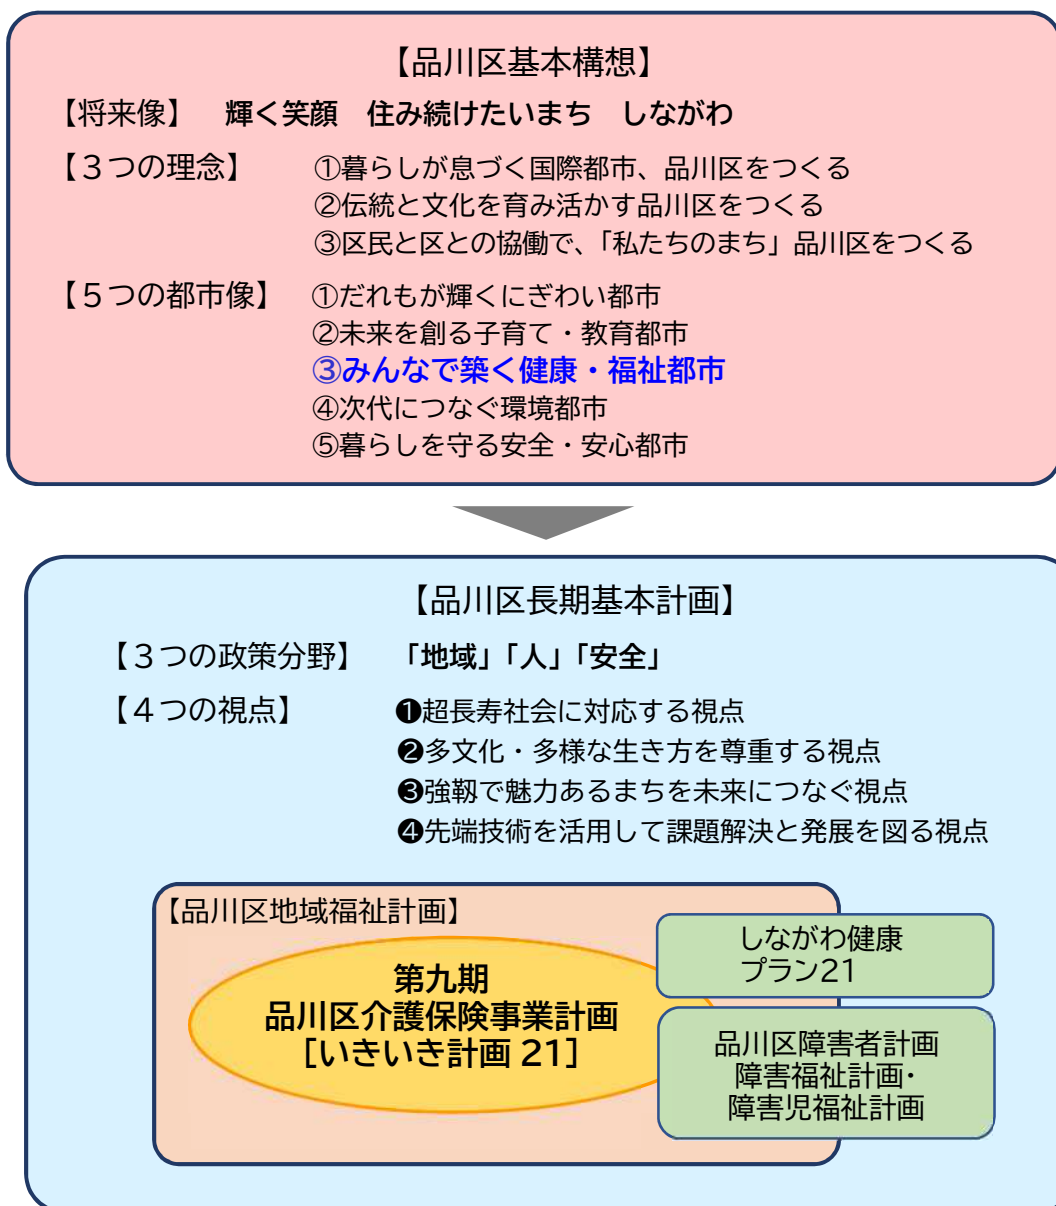 【品川区基本構想】
【将来像】 輝く笑顔 住み続けたいまち しながわ
【３つの理念】 ①暮らしが息づく国際都市、品川区をつくる
②伝統と文化を育み活かす品川区をつくる
③区民と区との協働で、「私たちのまち」品川区をつくる
【５つの都市像】 ①だれもが輝くにぎわい都市
②未来を創る子育て・教育都市
③みんなで築く健康・福祉都市
④次代につなぐ環境都市
⑤暮らしを守る安全・安心都市
【品川区長期基本計画】
【３つの政策分野】 「地域」「人」「安全」
【４つの視点】 ❶超長寿社会に対応する視点
❷多文化・多様な生き方を尊重する視点
❸強靱で魅力あるまちを未来につなぐ視点
❹先端技術を活用して課題解決と発展を図る視点
【品川区地域福祉計画】
第九期
品川区介護保険事業計画
[いきいき計画 21]
しながわ健康
プラン21
品川区障害者計画
障害福祉計画・
障害児福祉計画